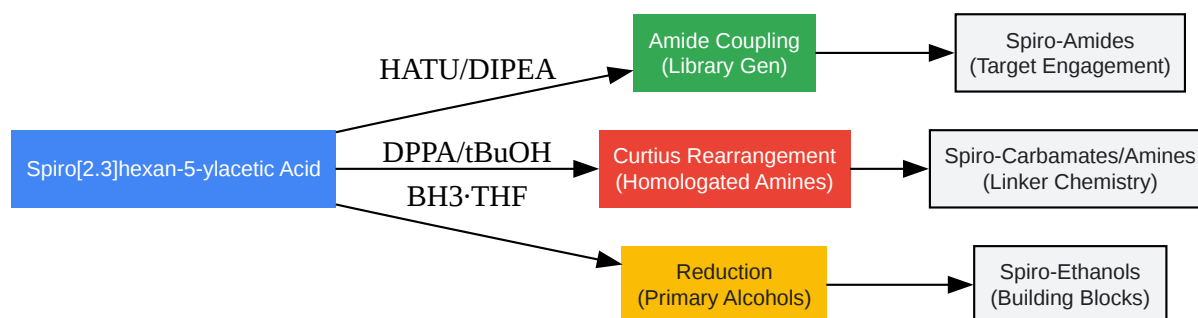 Spiro[2.3]hexan-5-ylacetic Acid
HATU/DIPEA
DPPA/tBuOH
BH3·THF
Amide Coupling
(Library Gen)
Spiro-Amides
(Target Engagement)
Curtius Rearrangement
(Homologated Amines)
Spiro-Carbamates/Amines
(Linker Chemistry)
Reduction
(Primary Alcohols)
Spiro-Ethanols
(Building Blocks)